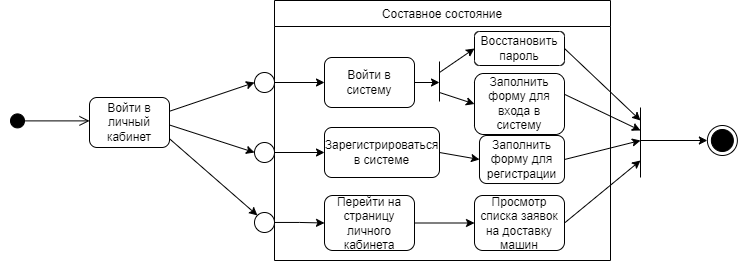 Составное состояние
Войти в
личный
кабинет
Войти в
систему
Восстановить
пароль
Заполнить
форму для
входа в
систему
Зарегистрироваться
в системе
Заполнить
форму для
регистрации
Перейти на
страницу
личного
кабинета
Просмотр
списка заявок
на доставку
машин